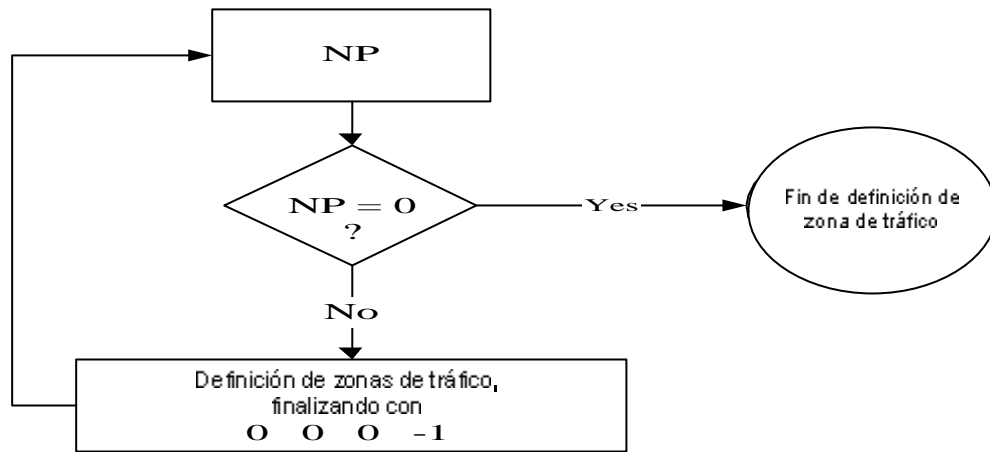 NP
NP = 0
?
Yes
Fin de definición de
zona de tráfico
No
Definición de zonas de tráfico,
finalizando con
0 0 0 -1